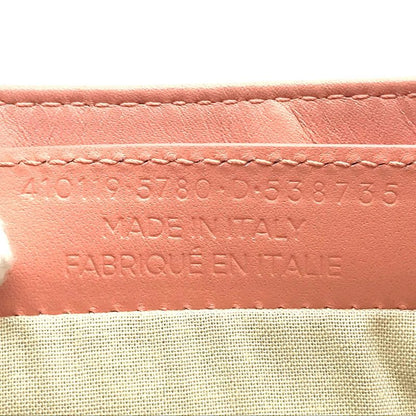 410119·5780·D·538735
MADE IN ITALY
FABRIQUÉ EN ITALIE